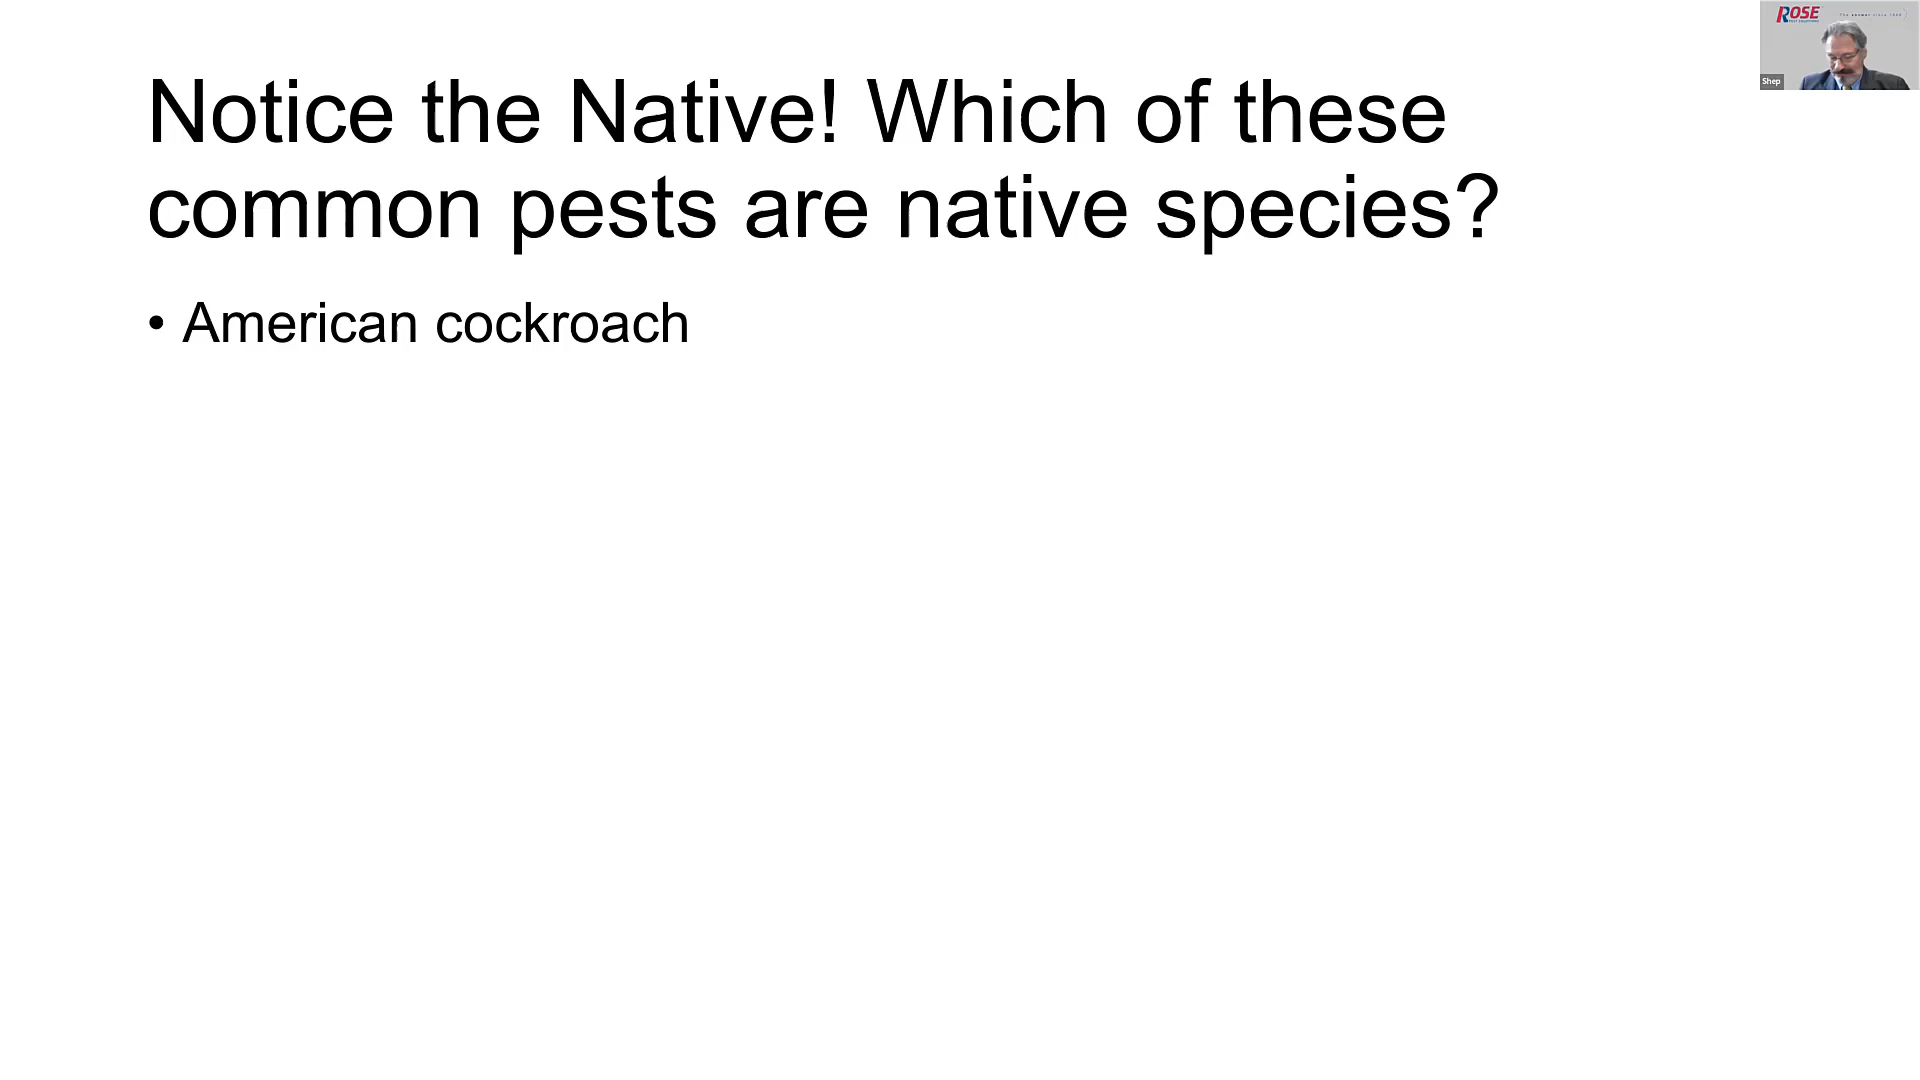 Notice the Native! Which of these
common pests are native species?
• American cockroach
ROSE
Shep